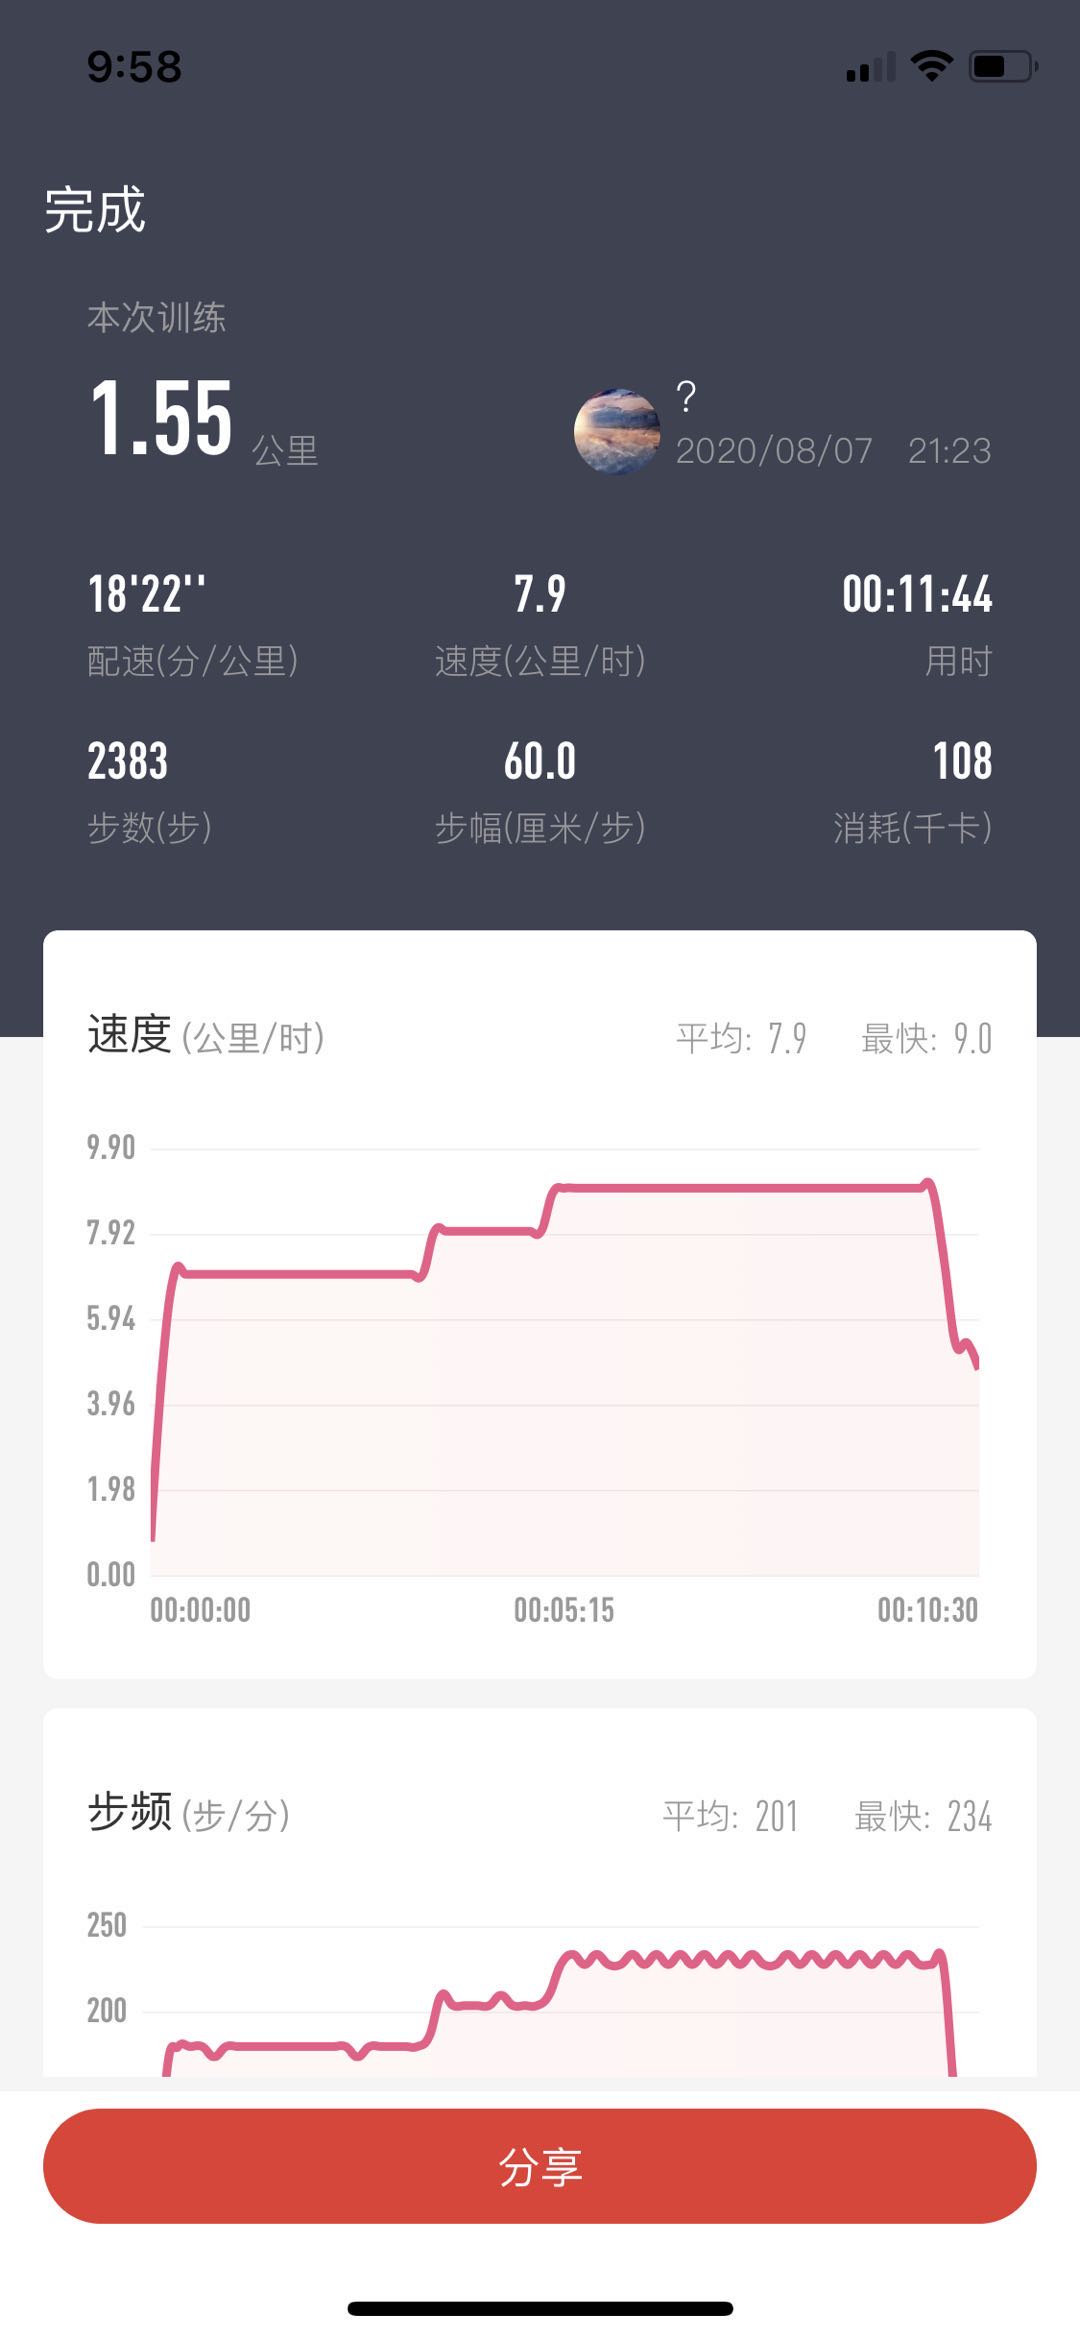 9:58
完成
本次训练
1.55 公里
?
2020/08/07 21:23
18'22'' 7.9 00:11:44
配速(分/公里) 速度(公里/时) 用时
2383 60.0 108
步数(步) 步幅(厘米/步) 消耗(千卡)
速度 (公里/时) 平均: 7.9 最快: 9.0
9.90
7.92
5.94
3.96
1.98
0.00
00:00:00 00:05:15 00:10:30
步频 (步/分) 平均: 201 最快: 234
250
200
分享